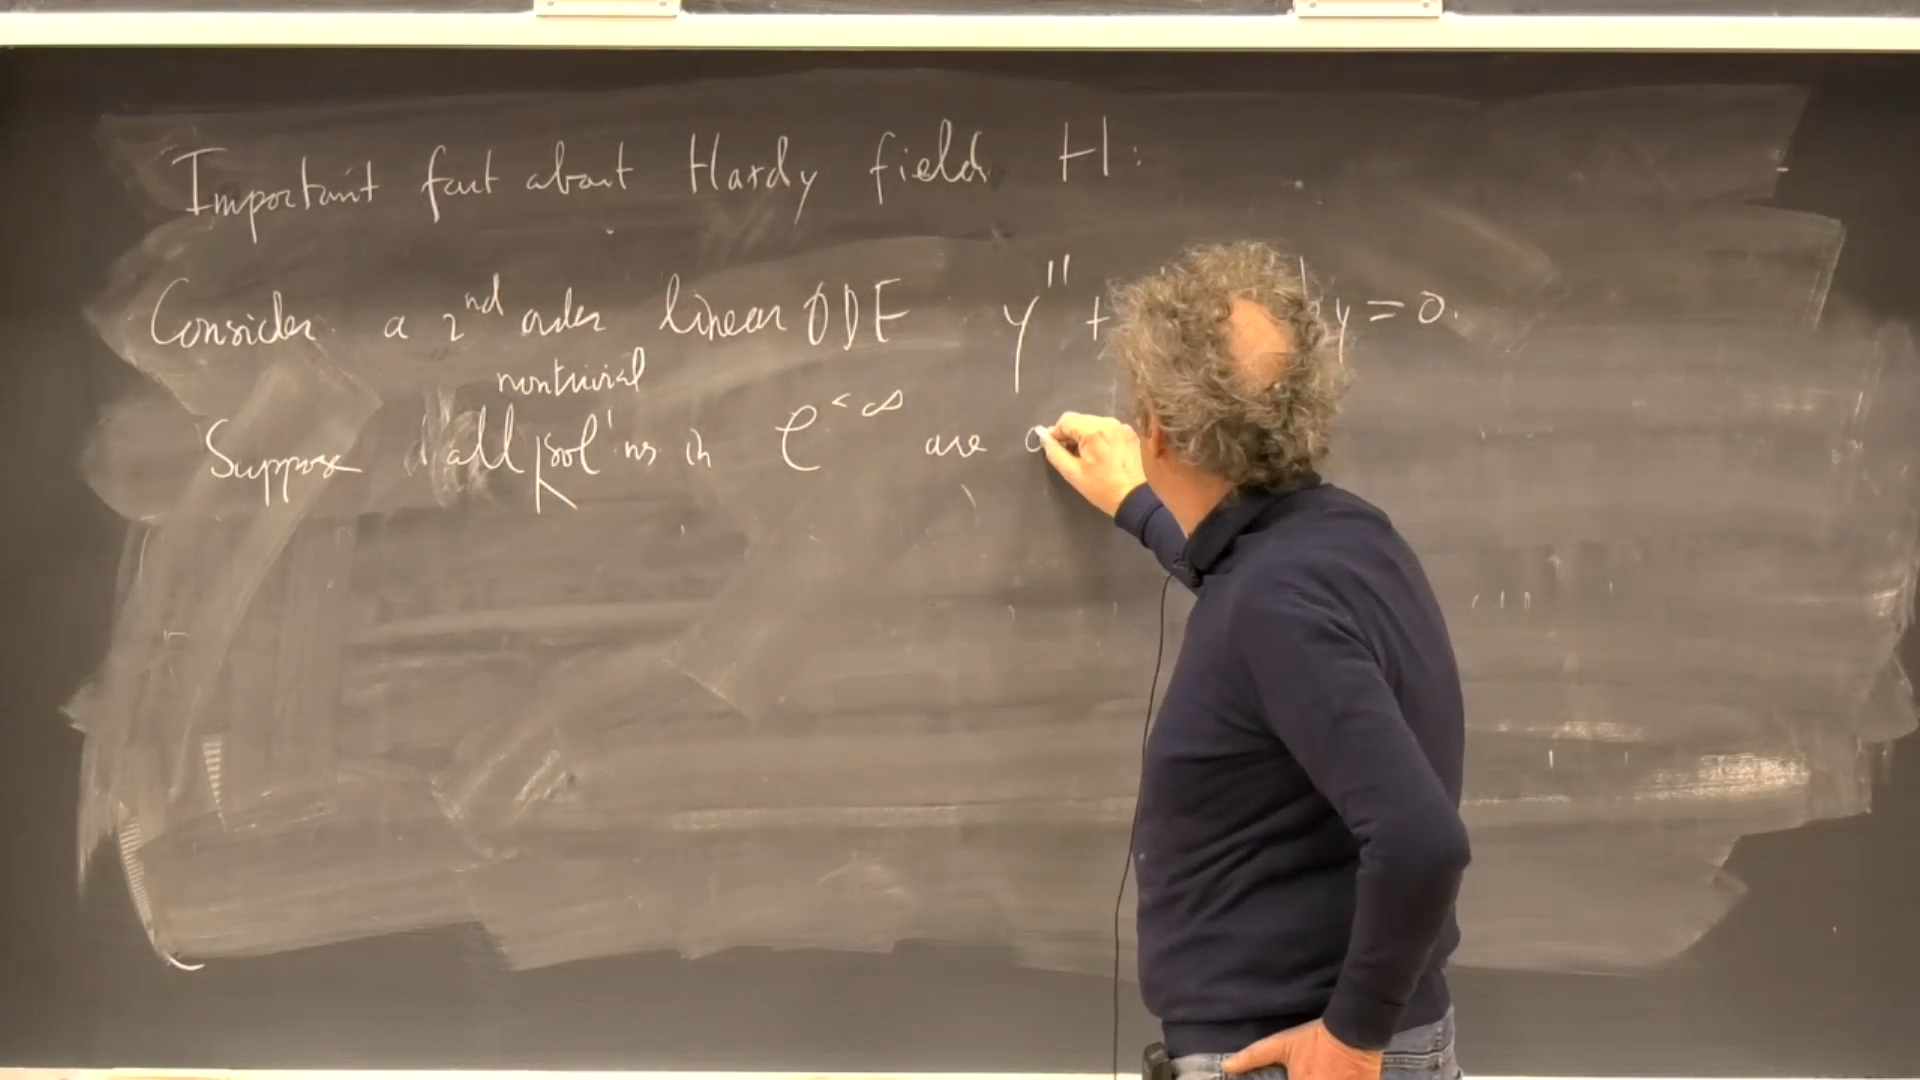 Important fact about Hardy field H:
Consider a 2nd order linear ODE y'' + y = 0.
nontrivial
Suppose all sol'ns in C^{<∞} are